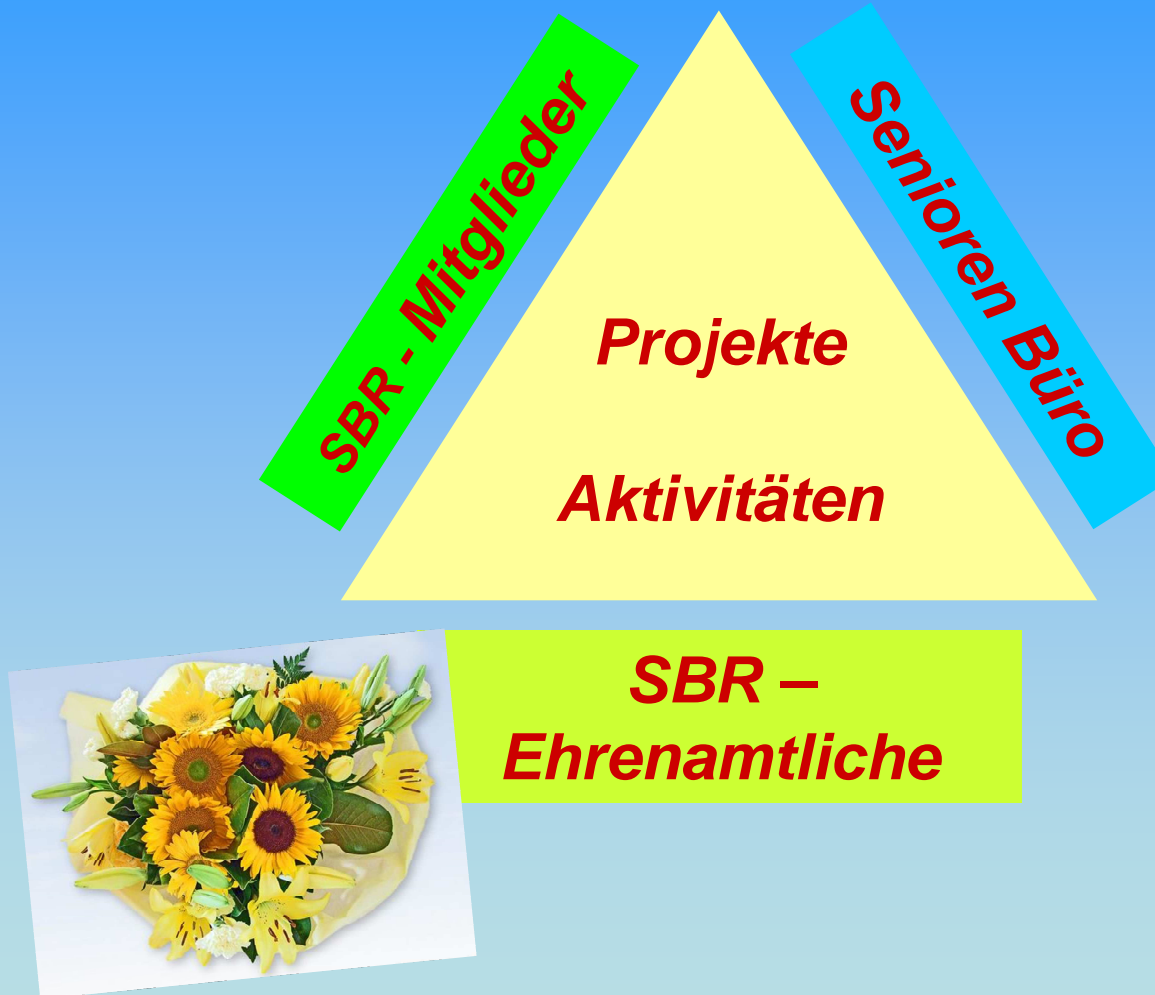 SBR - Mitglieder
Senioren Büro
Projekte
Aktivitäten
SBR –
Ehrenamtliche